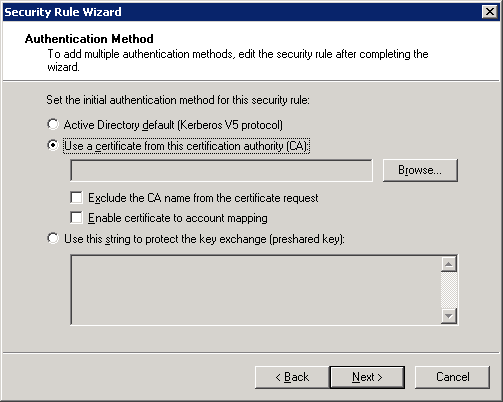 Security Rule Wizard
Authentication Method
To add multiple authentication methods, edit the security rule after completing the
wizard.
Set the initial authentication method for this security rule:
Active Directory default (Kerberos V5 protocol)
Use a certificate from this certification authority (CA):
Browse...
Exclude the CA name from the certificate request
Enable certificate to account mapping
Use this string to protect the key exchange (preshared key):
< Back
Next >
Cancel